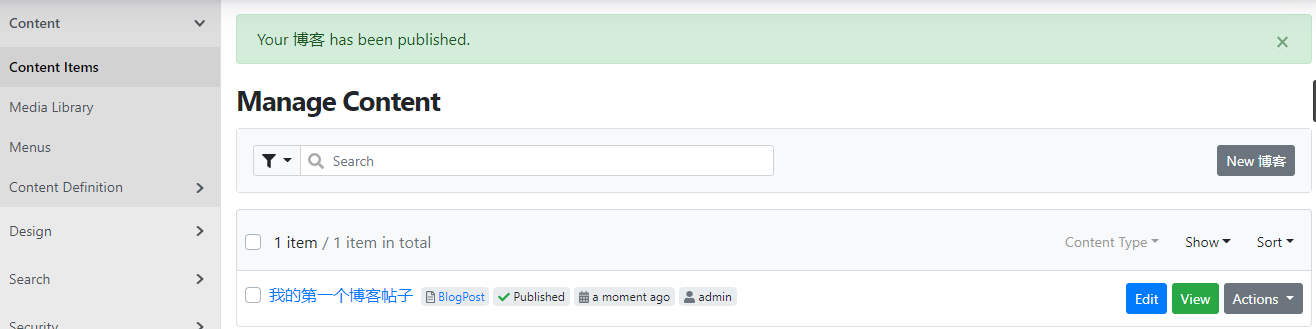 Content
Content Items
Media Library
Menus
Content Definition
Design
Search
Security
Your 博客 has been published.
×
Manage Content
Search
New 博客
1 item / 1 item in total
Content Type
Show
Sort
我的第一个博客帖子 BlogPost Published a moment ago admin
Edit
View
Actions